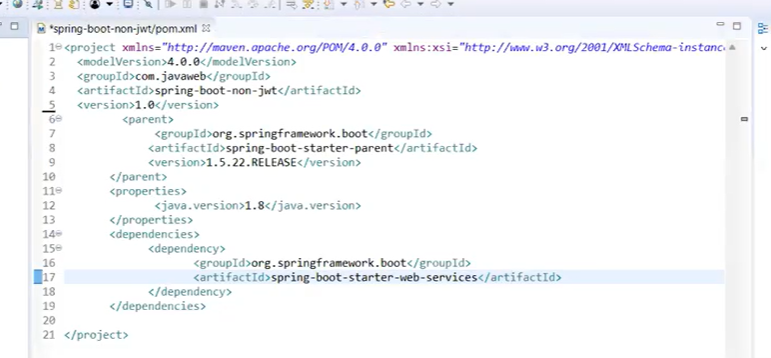 *spring-boot-non-jwt/pom.xml
1 <project xmlns="http://maven.apache.org/POM/4.0.0" xmlns:xsi="http://www.w3.org/2001/XMLSchema-instanc
2 <modelVersion>4.0.0</modelVersion>
3 <groupId>com.javaweb</groupId>
4 <artifactId>spring-boot-non-jwt</artifactId>
5 <version>1.0</version>
6 <parent>
7 <groupId>org.springframework.boot</groupId>
8 <artifactId>spring-boot-starter-parent</artifactId>
9 <version>1.5.22.RELEASE</version>
10 </parent>
11 <properties>
12 <java.version>1.8</java.version>
13 </properties>
14 <dependencies>
15 <dependency>
16 <groupId>org.springframework.boot</groupId>
17 <artifactId>spring-boot-starter-web-services</artifactId>
18 </dependency>
19 </dependencies>
20
21 </project>